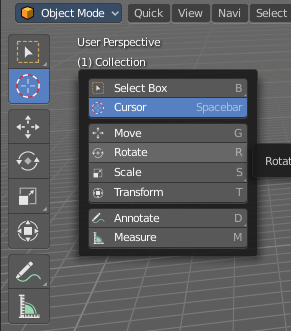 Object Mode Quick View Navi Select
User Perspective
(1) Collection
Select Box B
Cursor Spacebar
Move G
Rotate R
Rotat
Scale S
Transform T
Annotate D
Measure M